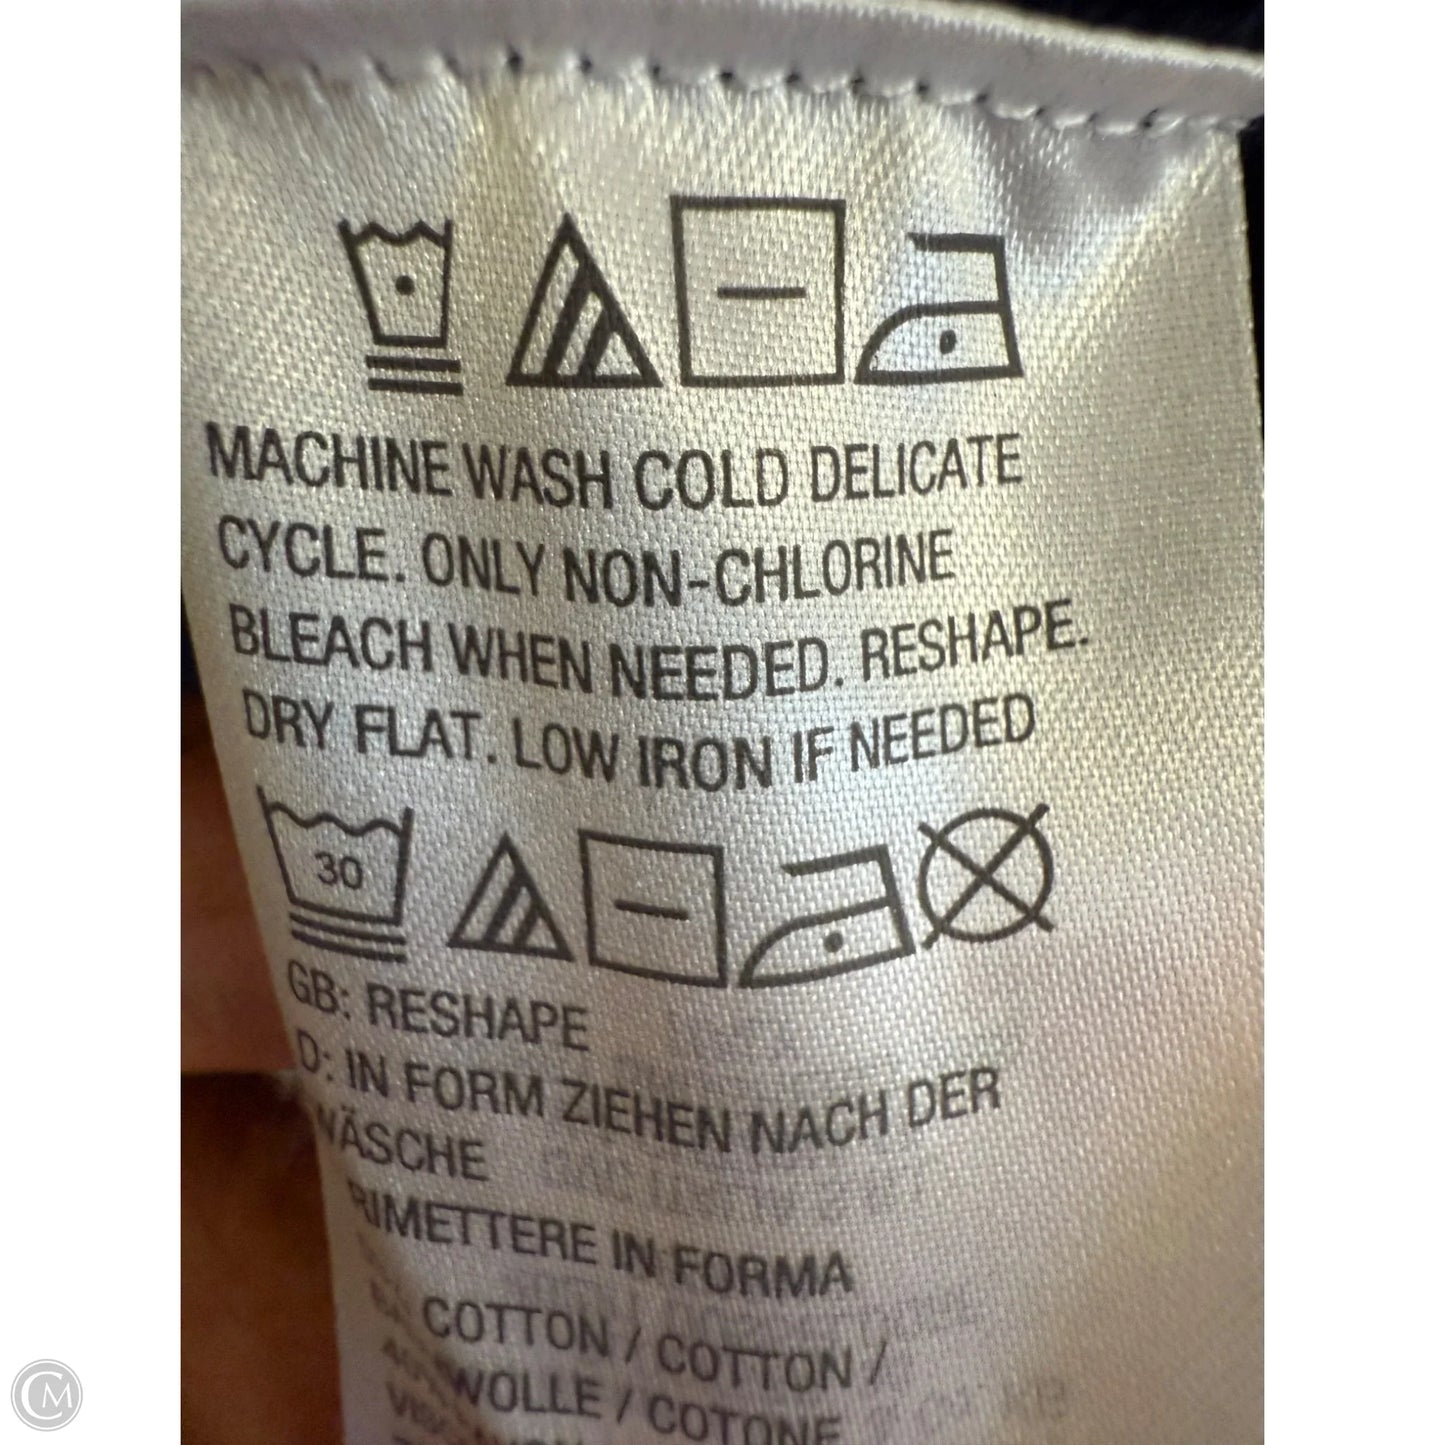 MACHINE WASH COLD DELICATE
CYCLE. ONLY NON-CHLORINE
BLEACH WHEN NEEDED. RESHAPE.
DRY FLAT. LOW IRON IF NEEDED
30
GB: RESHAPE
D: IN FORM ZIEHEN NACH DER
WÄSCHE
RIMETTERE IN FORMA
COTTON / COTTON /
WOLLE / COTONE
CM